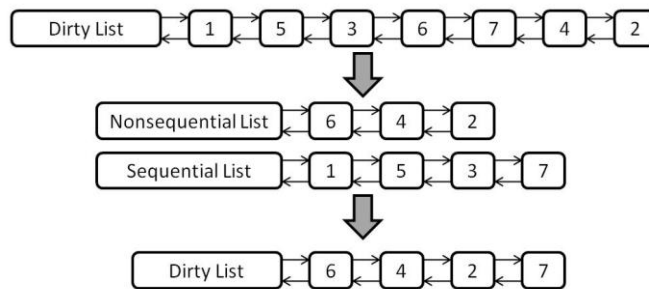 Dirty List 1 5 3 6 7 4 2
Nonsequential List 6 4 2
Sequential List 1 5 3 7
Dirty List 6 4 2 7